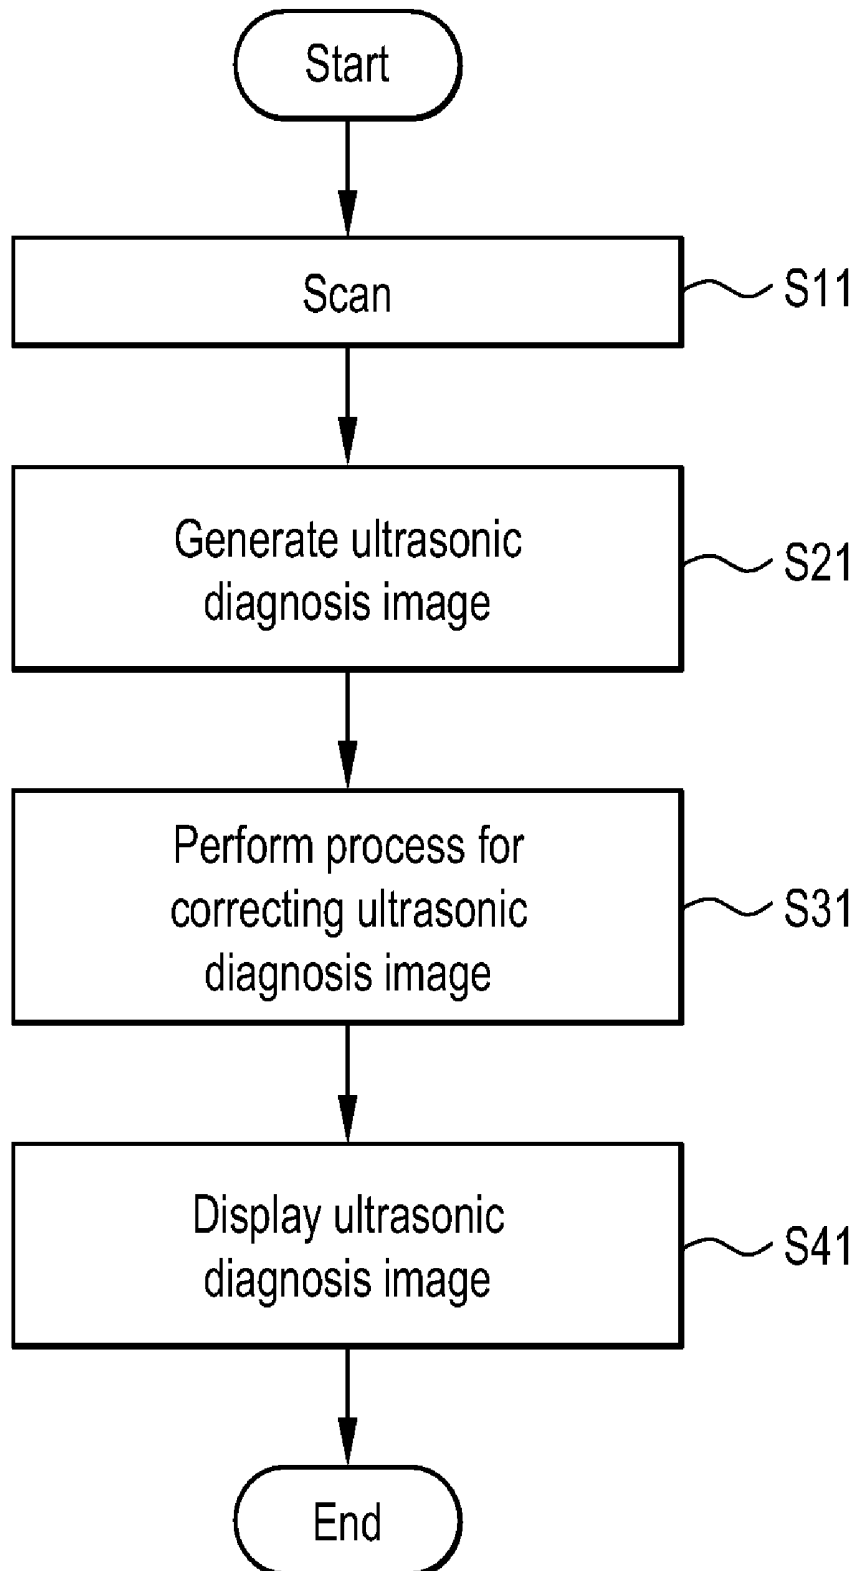 Start
Scan
S11
Generate ultrasonic
diagnosis image
S21
Perform process for
correcting ultrasonic
diagnosis image
S31
Display ultrasonic
diagnosis image
S41
End